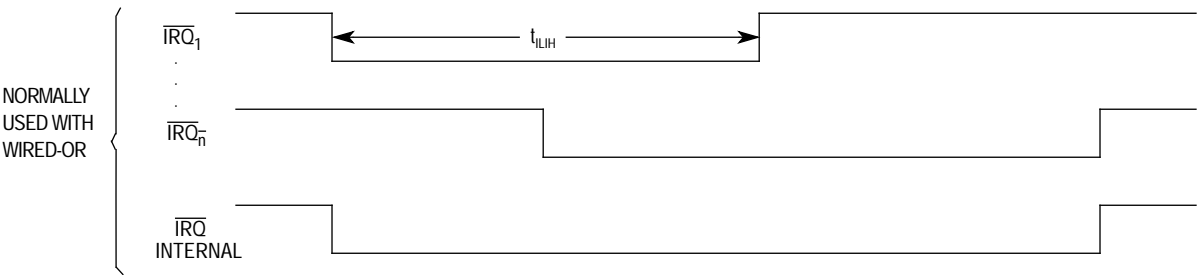 NORMALLY
USED WITH
WIRED-OR
IRQ1
.
.
.
IRQn
IRQ
INTERNAL
tILIH